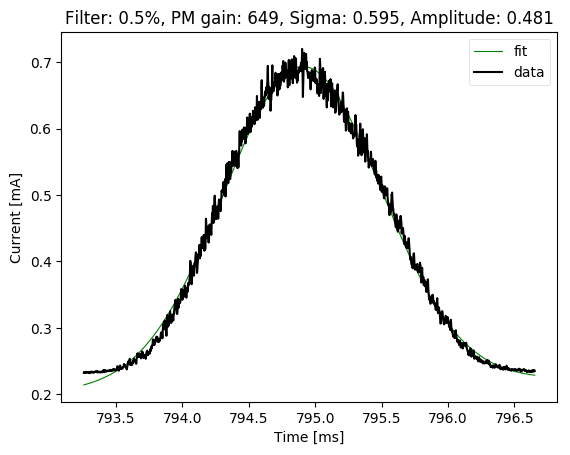 Filter: 0.5%, PM gain: 649, Sigma: 0.595, Amplitude: 0.481
fit
data
0.7
0.6
0.5
0.4
0.3
0.2
Current [mA]
793.5 794.0 794.5 795.0 795.5 796.0 796.5
Time [ms]